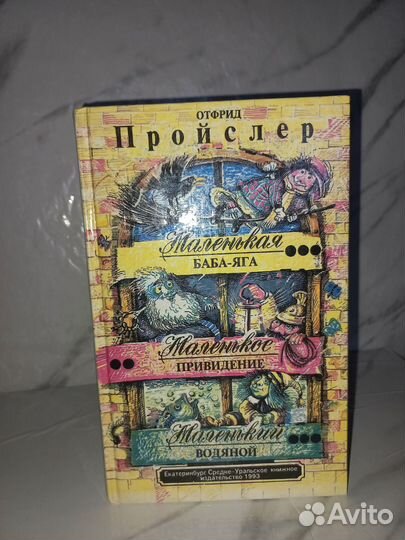 ОТФРИД
Пройслер
Маленькая
БАБА-ЯГА
Маленькое
ПРИВИДЕНИЕ
Маленький
ВОДЯНОЙ
Екатеринбург Средне-Уральское книжное
издательство 1993
Avito